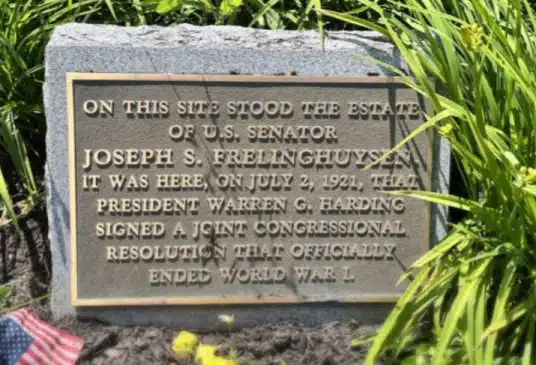 ON THIS SITE STOOD THE ESTATE
OF U.S. SENATOR
JOSEPH S. FRELINGHUYSEN.
IT WAS HERE, ON JULY 2, 1921, THAT
PRESIDENT WARREN G. HARDING
SIGNED A JOINT CONGRESSIONAL
RESOLUTION THAT OFFICIALLY
ENDED WORLD WAR I.